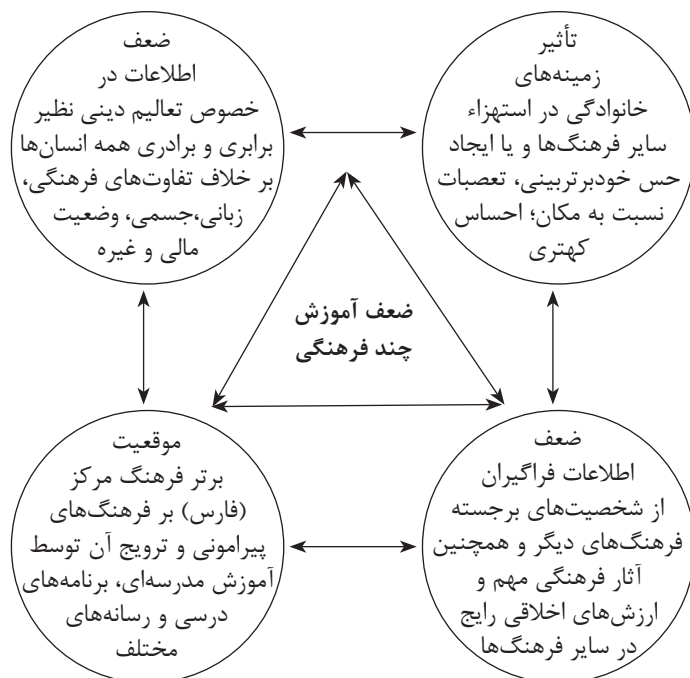 تأثیر
زمینه‌های
خانوادگی در استهزاء
سایر فرهنگ‌ها و یا ایجاد
حس خودبرتربینی، تعصبات
نسبت به مکان؛ احساس
کهتری
ضعف
اطلاعات در
خصوص تعالیم دینی نظیر
برابری و برادری همه انسان‌ها
بر خلاف تفاوت‌های فرهنگی،
زبانی،جسمی، وضعیت
مالی و غیره
ضعف آموزش
چند فرهنگی
ضعف
اطلاعات فراگیران
از شخصیت‌های برجسته
فرهنگ‌های دیگر و همچنین
آثار فرهنگی مهم و
ارزش‌های اخلاقی رایج
در سایر فرهنگ‌ها
موقعیت
برتر فرهنگ مرکز
(فارس) بر فرهنگ‌های
پیرامونی و ترویج آن توسط
آموزش مدرسه‌ای، برنامه‌های
درسی و رسانه‌های
مختلف